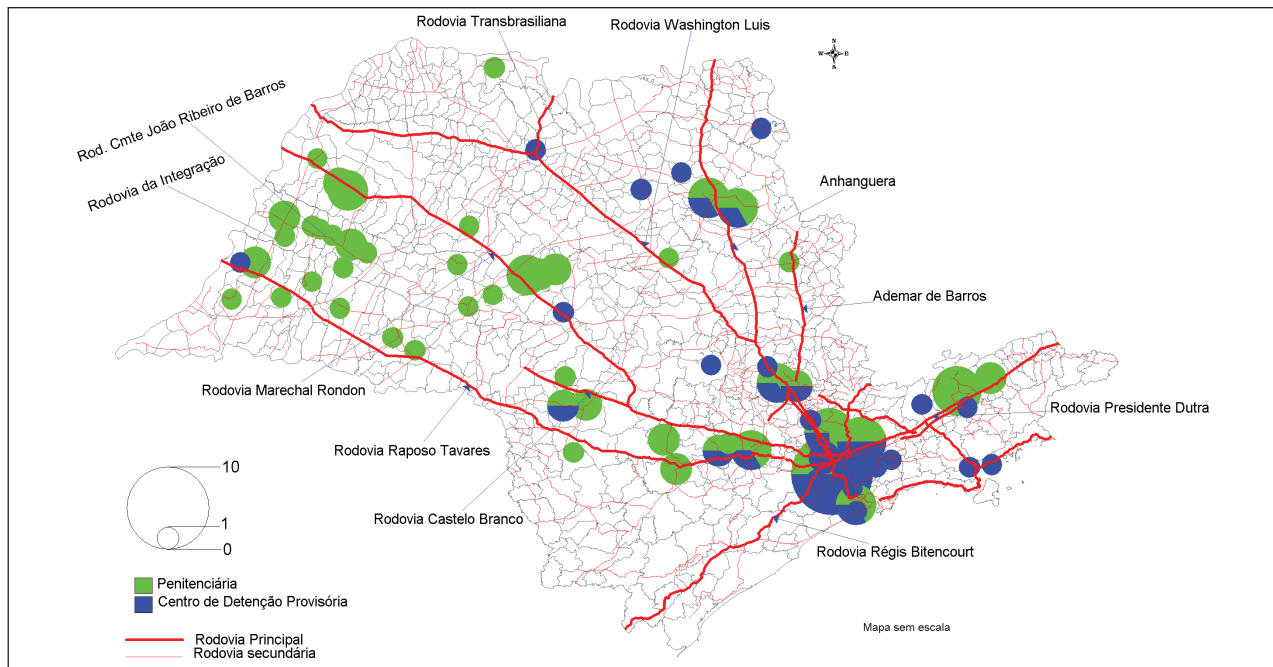 Rodovia Transbrasiliana
Rodovia Washington Luis
N
W E
S
Rod. Cmte João Ribeiro de Barros
Rodovia da Integração
Anhanguera
Ademar de Barros
Rodovia Marechal Rondon
Rodovia Presidente Dutra
Rodovia Raposo Tavares
Rodovia Castelo Branco
Rodovia Régis Bitencourt
10
1
0
Penitenciária
Centro de Detenção Provisória
Rodovia Principal
Rodovia secundária
Mapa sem escala